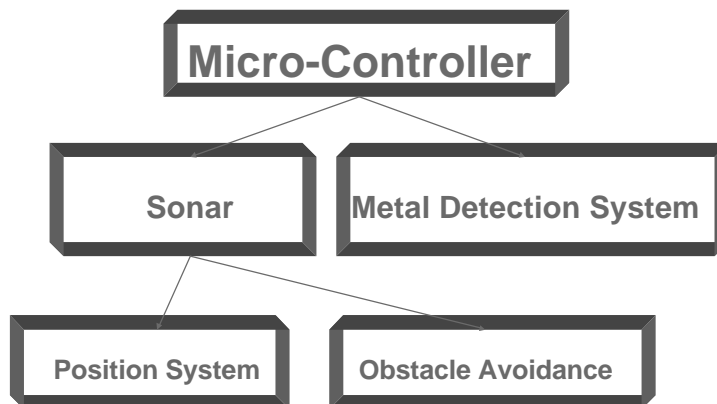 Micro-Controller
Sonar
Metal Detection System
Position System
Obstacle Avoidance